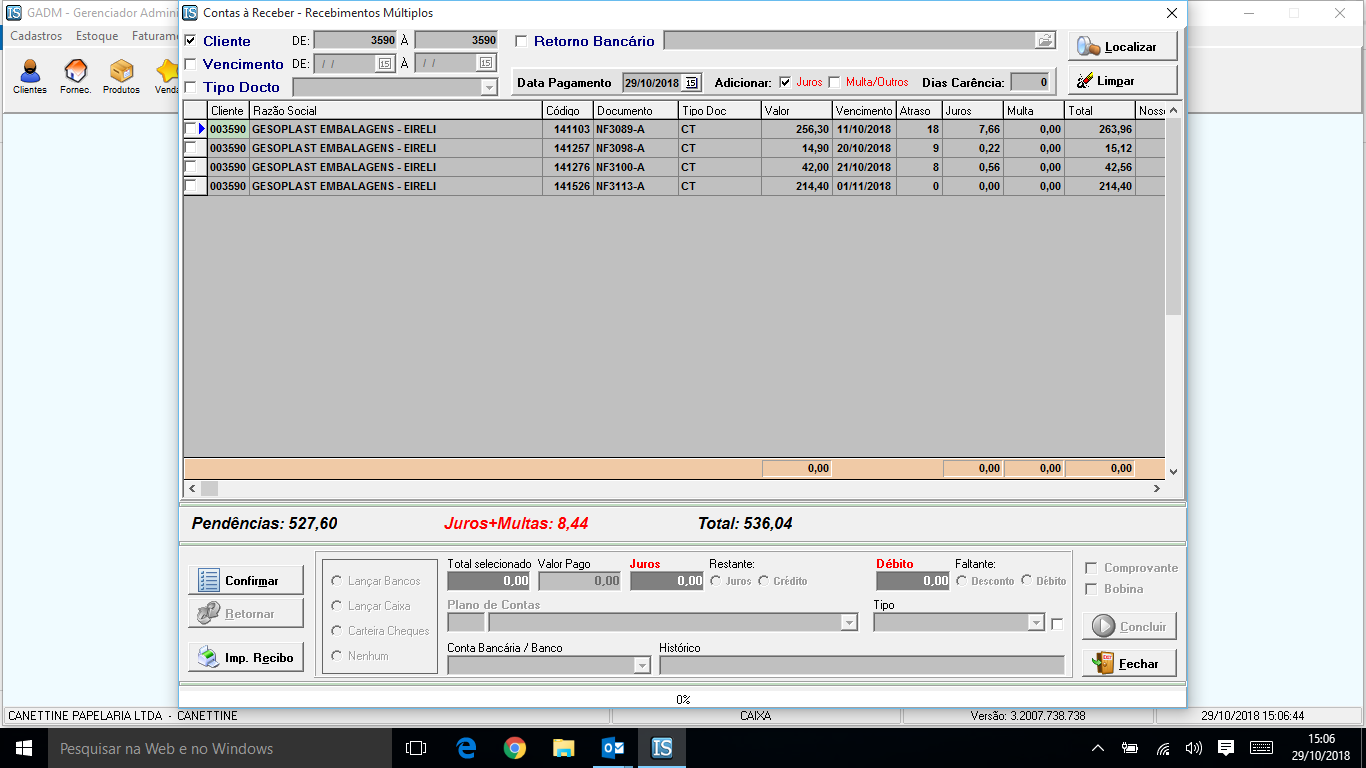 GADM - Gerenciador Admini
Contas à Receber - Recebimentos Múltiplos
Cadastros Estoque Faturame
Clientes Fornec. Produtos Venda
Cliente DE: 3590 À 3590
Retorno Bancário
Localizar
Vencimento DE: / / 15 À / / 15
Tipo Docto
Data Pagamento 29/10/2018 15 Adicionar: Juros Multa/Outros Dias Carência: 0
Limpar
Cliente Razão Social Código Documento Tipo Doc Valor Vencimento Atraso Juros Multa Total Nosso
003590 GESOPLAST EMBALAGENS - EIRELI 141103 NF3089-A CT 256,30 11/10/2018 18 7,66 0,00 263,96
003590 GESOPLAST EMBALAGENS - EIRELI 141257 NF3098-A CT 14,90 20/10/2018 9 0,22 0,00 15,12
003590 GESOPLAST EMBALAGENS - EIRELI 141276 NF3100-A CT 42,00 21/10/2018 8 0,56 0,00 42,56
003590 GESOPLAST EMBALAGENS - EIRELI 141526 NF3113-A CT 214,40 01/11/2018 0 0,00 0,00 214,40
0,00 0,00 0,00 0,00
Pendências: 527,60 Juros+Multas: 8,44 Total: 536,04
Confirmar
Retornar
Imp. Recibo
Lançar Bancos
Lançar Caixa
Carteira Cheques
Nenhum
Total selecionado Valor Pago Juros Restante: Débito Faltante:
0,00 0,00 0,00 Juros Crédito 0,00 Desconto Débito
Plano de Contas Tipo
Conta Bancária / Banco Histórico
Comprovante
Bobina
Concluir
Fechar
0%
CANETTINE PAPELARIA LTDA - CANETTINE CAIXA Versão: 3.2007.738.738 29/10/2018 15:06:44
Pesquisar na Web e no Windows
15:06
29/10/2018